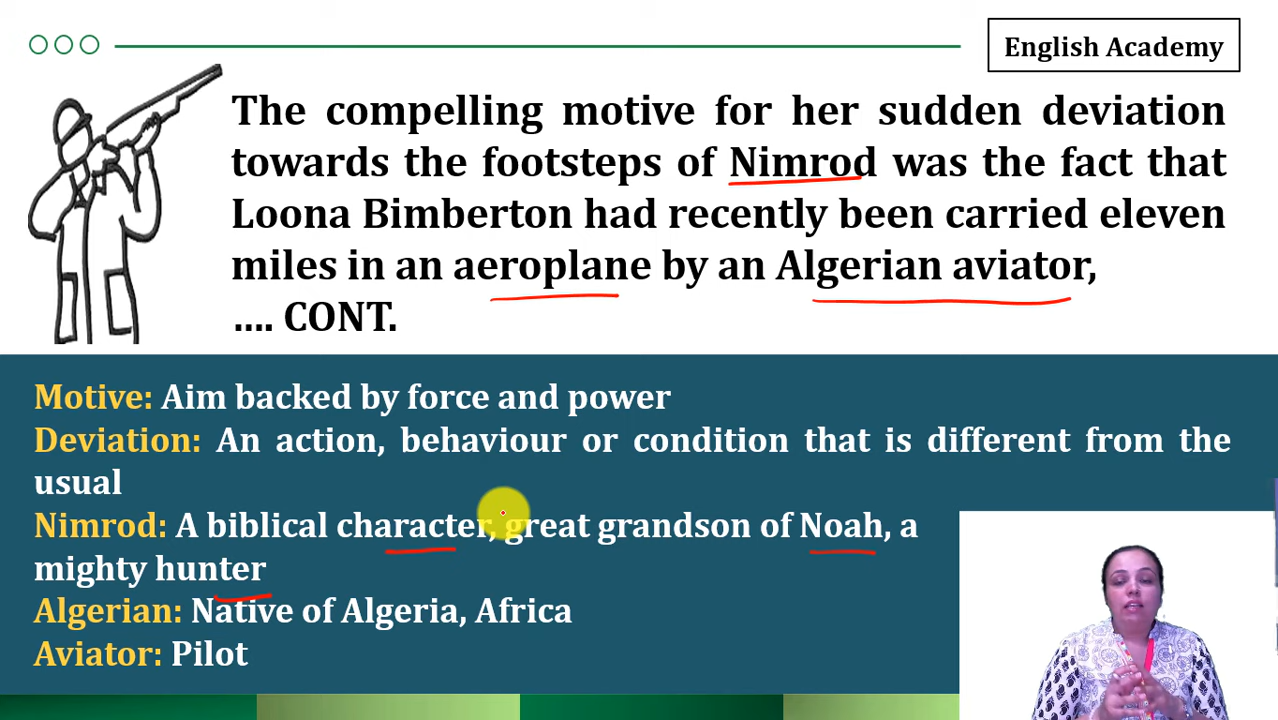 English Academy
The compelling motive for her sudden deviation
towards the footsteps of Nimrod was the fact that
Loona Bimberton had recently been carried eleven
miles in an aeroplane by an Algerian aviator,
.... CONT.
Motive: Aim backed by force and power
Deviation: An action, behaviour or condition that is different from the
usual
Nimrod: A biblical character, great grandson of Noah, a
mighty hunter
Algerian: Native of Algeria, Africa
Aviator: Pilot